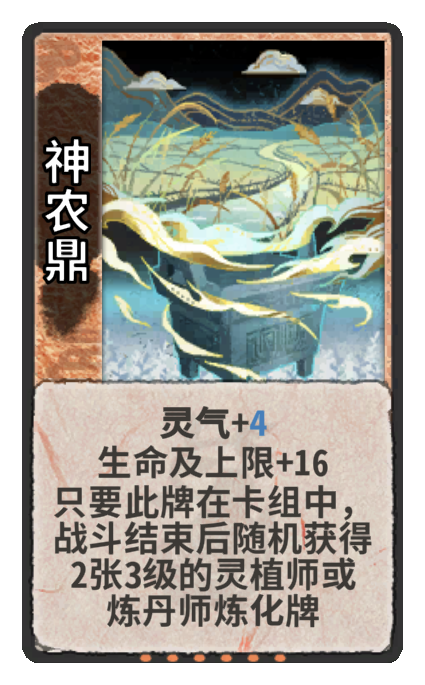 神农鼎
灵气+4
生命及上限+16
只要此牌在卡组中，
战斗结束后随机获得
2张3级的灵植师或
炼丹师炼化牌